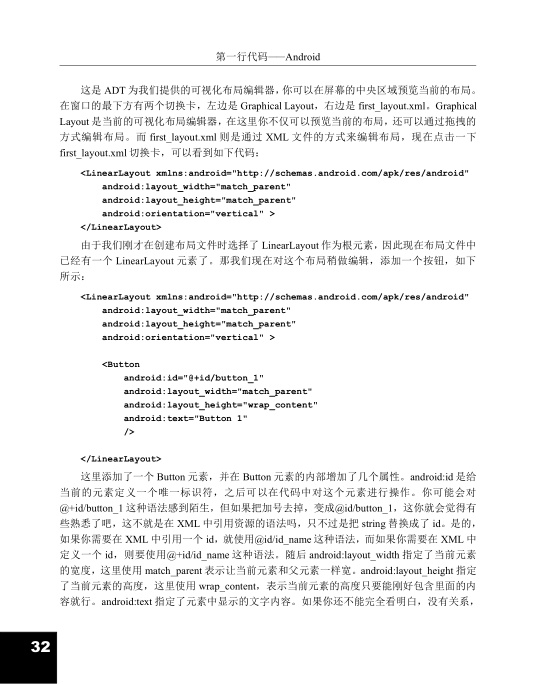 第一行代码——Android
这是 ADT 为我们提供的可视化布局编辑器，你可以在屏幕的中央区域预览当前的布局。
在窗口的最下方有两个切换卡，左边是 Graphical Layout，右边是 first_layout.xml。Graphical
Layout 是当前的可视化布局编辑器，在这里你不仅可以预览当前的布局，还可以通过拖拽的
方式编辑布局。而 first_layout.xml 则是通过 XML 文件的方式来编辑布局，现在点击一下
first_layout.xml 切换卡，可以看到如下代码：
<LinearLayout xmlns:android="http://schemas.android.com/apk/res/android"
android:layout_width="match_parent"
android:layout_height="match_parent"
android:orientation="vertical" >
</LinearLayout>
由于我们刚才在创建布局文件时选择了 LinearLayout 作为根元素，因此现在布局文件中
已经有一个 LinearLayout 元素了。那我们现在对这个布局稍做编辑，添加一个按钮，如下
所示：
<LinearLayout xmlns:android="http://schemas.android.com/apk/res/android"
android:layout_width="match_parent"
android:layout_height="match_parent"
android:orientation="vertical" >
<Button
android:id="@+id/button_1"
android:layout_width="match_parent"
android:layout_height="wrap_content"
android:text="Button 1"
/>
</LinearLayout>
这里添加了一个 Button 元素，并在 Button 元素的内部增加了几个属性。android:id 是给
当前的元素定义一个唯一标识符，之后可以在代码中对这个元素进行操作。你可能会对
@+id/button_1 这种语法感到陌生，但如果把加号去掉，变成@id/button_1，这你就会觉得有
些熟悉了吧，这不就是在 XML 中引用资源的语法吗，只不过是把 string 替换成了 id。是的，
如果你需要在 XML 中引用一个 id，就使用@id/id_name 这种语法，而如果你需要在 XML 中
定义一个 id，则要使用@+id/id_name 这种语法。随后 android:layout_width 指定了当前元素
的宽度，这里使用 match_parent 表示让当前元素和父元素一样宽。android:layout_height 指定
了当前元素的高度，这里使用 wrap_content，表示当前元素的高度只要能刚好包含里面的内
容就行。android:text 指定了元素中显示的文字内容。如果你还不能完全看明白，没有关系，
32